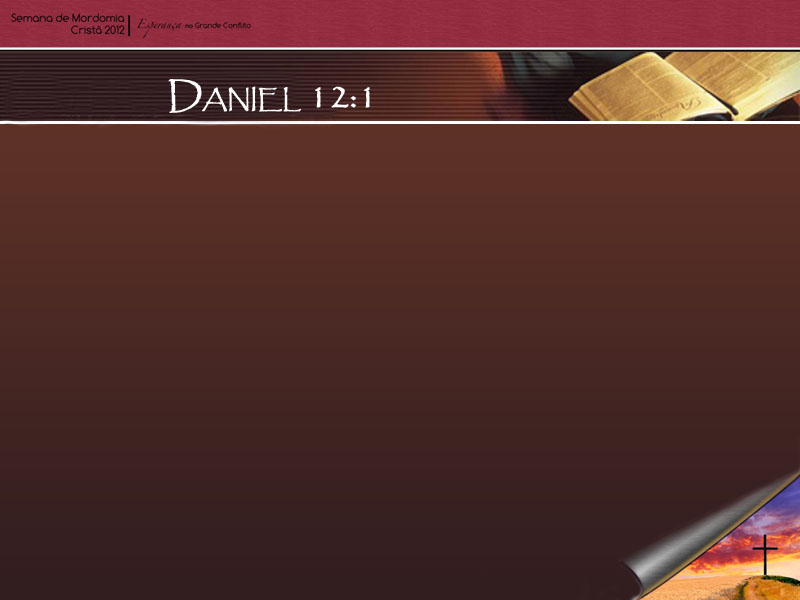 Semana de Mordomia
Cristã 2012
Esperança no Grande Conflito
DANIEL 12:1